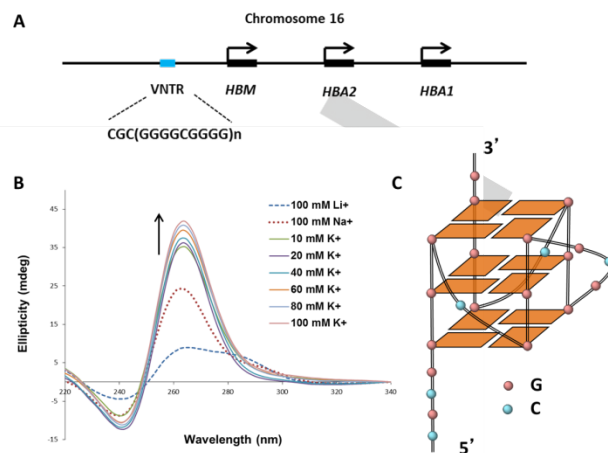 A
Chromosome 16
VNTR
HBM
HBA2
HBA1
CGC(GGGGCGGGG)n
B
Ellipticity (mdeg)
45
35
25
15
5
-5
-15
220
240
260
280
300
320
340
Wavelength (nm)
100 mM Li+
100 mM Na+
10 mM K+
20 mM K+
40 mM K+
60 mM K+
80 mM K+
100 mM K+
C
3’
G
C
5’